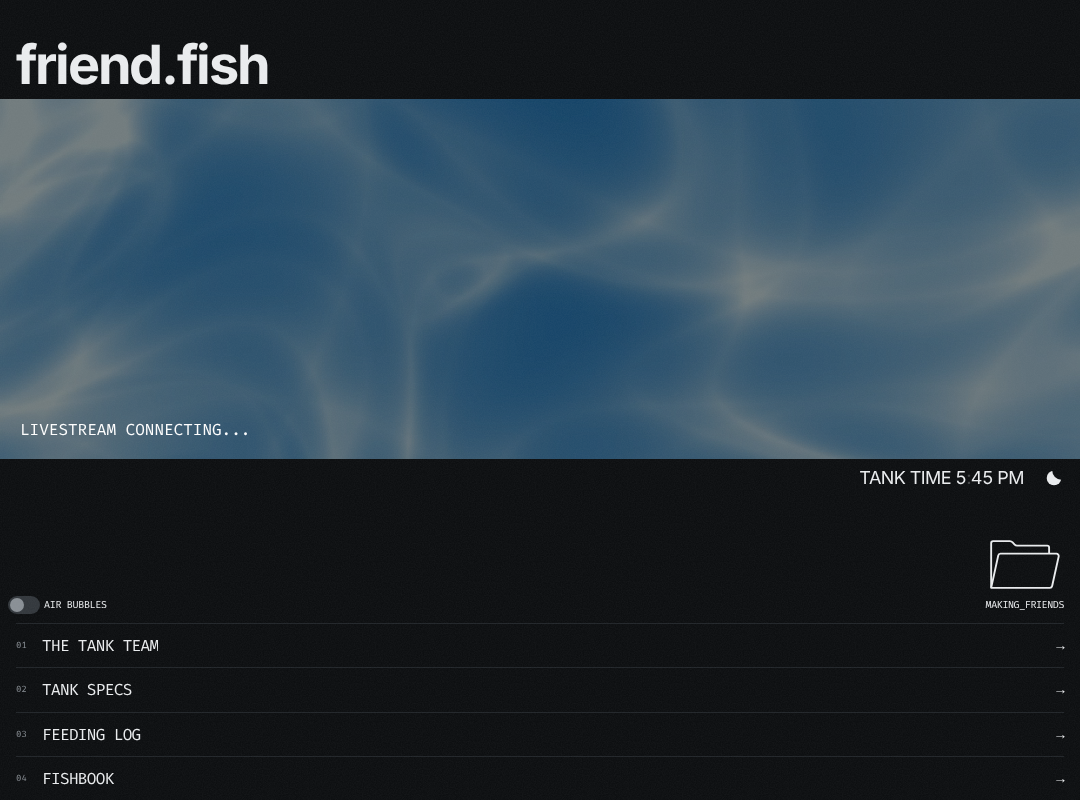 friend.fish
LIVESTREAM CONNECTING...
TANK TIME 5:45 PM
MAKING_FRIENDS
AIR BUBBLES
01 THE TANK TEAM →
02 TANK SPECS →
03 FEEDING LOG →
04 FISHBOOK →